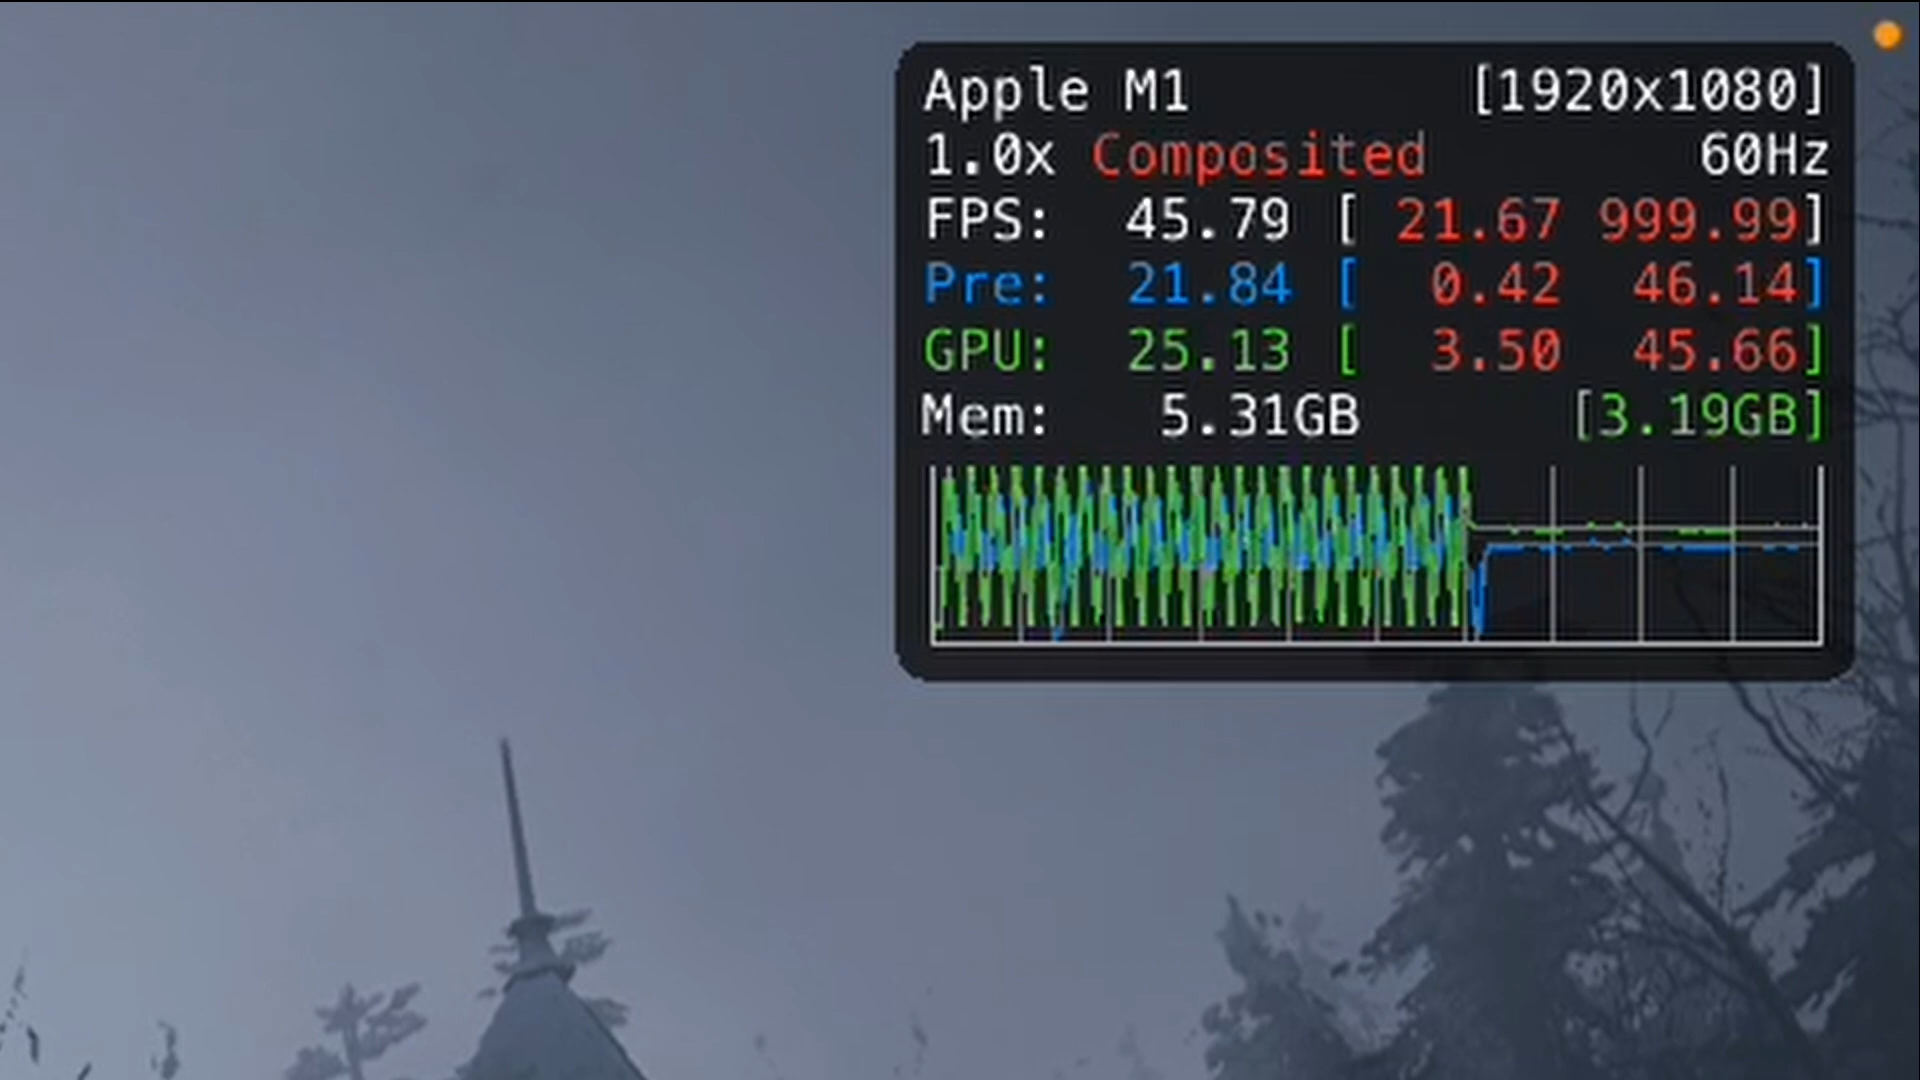 Apple M1 [1920x1080]
1.0x Composited 60Hz
FPS: 45.79 [ 21.67 999.99]
Pre: 21.84 [ 0.42 46.14]
GPU: 25.13 [ 3.50 45.66]
Mem: 5.31GB [3.19GB]